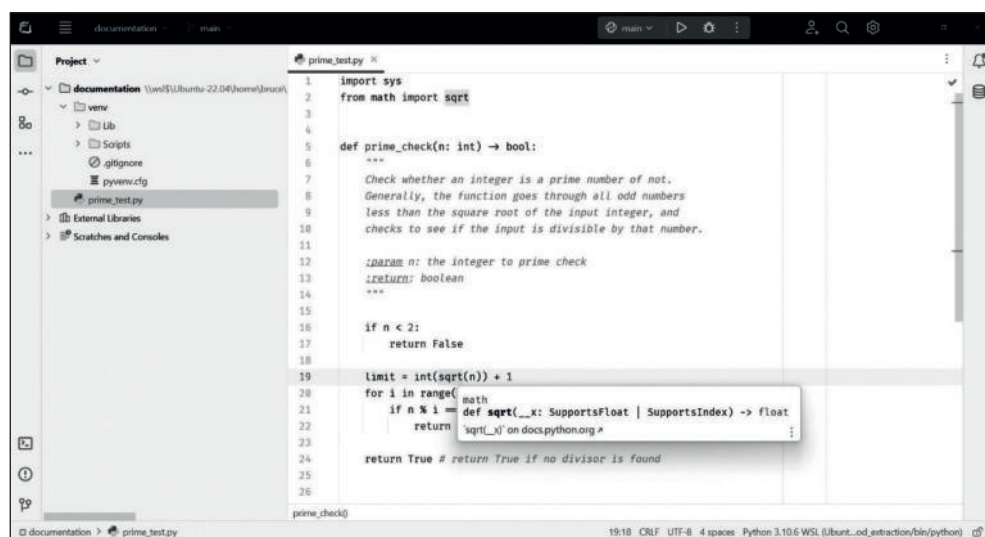 documentation
main
main
Project
prime_test.py
documentation \\wsl$\Ubuntu-22.04\home\bruce\
venv
Lib
Scripts
.gitignore
pyvenv.cfg
prime_test.py
External Libraries
Scratches and Consoles
1 import sys
2 from math import sqrt
3
4
5 def prime_check(n: int) → bool:
6 """
7 Check whether an integer is a prime number of not.
8 Generally, the function goes through all odd numbers
9 less than the square root of the input integer, and
10 checks to see if the input is divisible by that number.
11
12 :param n: the integer to prime check
13 :return: boolean
14 """
15
16 if n < 2:
17 return False
18
19 limit = int(sqrt(n)) + 1
20 for i in range(
21 if n % i ==
22 return
23
24 return True # return True if no divisor is found
25
26
math
def sqrt(__x: SupportsFloat | SupportsIndex) -> float
`sqrt(__x)` on docs.python.org ↗
prime_check()
documentation > prime_test.py
19:18 CRLF UTF-8 4 spaces Python 3.10.6 WSL (Ubunt...od_extraction/bin/python)